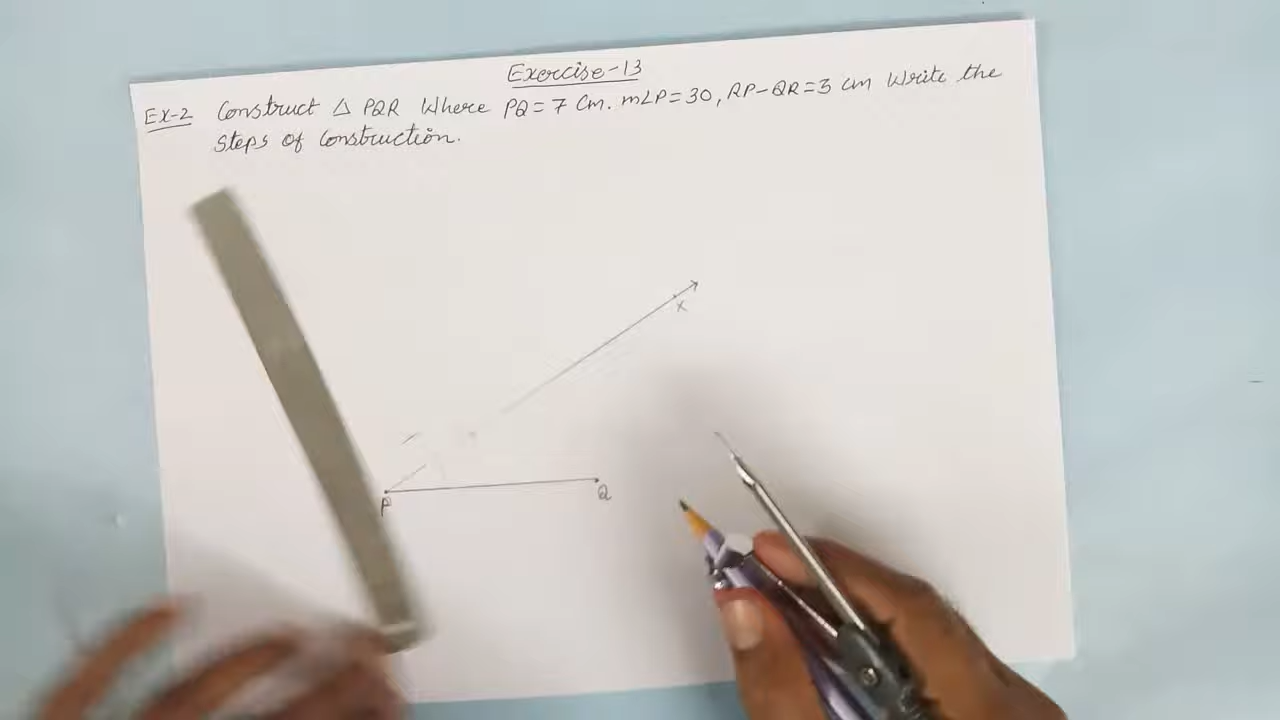 Exercise-13
Ex-2 Construct △ PQR Where PQ = 7 Cm. m∠P = 30, RP - QR = 3 cm Write the
Steps of Construction.
X
P
Q